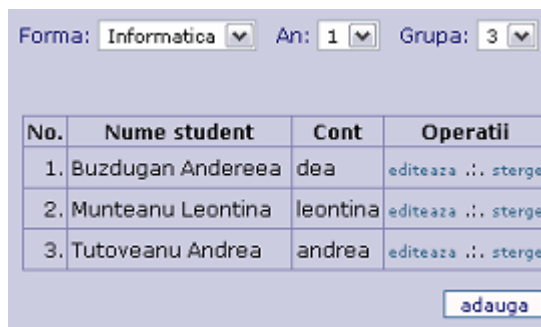 Forma: Informatica An: 1 Grupa: 3
No. Nume student Cont Operatii
1. Buzdugan Andereea dea editeaza .:. sterge
2. Munteanu Leontina leontina editeaza .:. sterge
3. Tutoveanu Andrea andrea editeaza .:. sterge
adauga